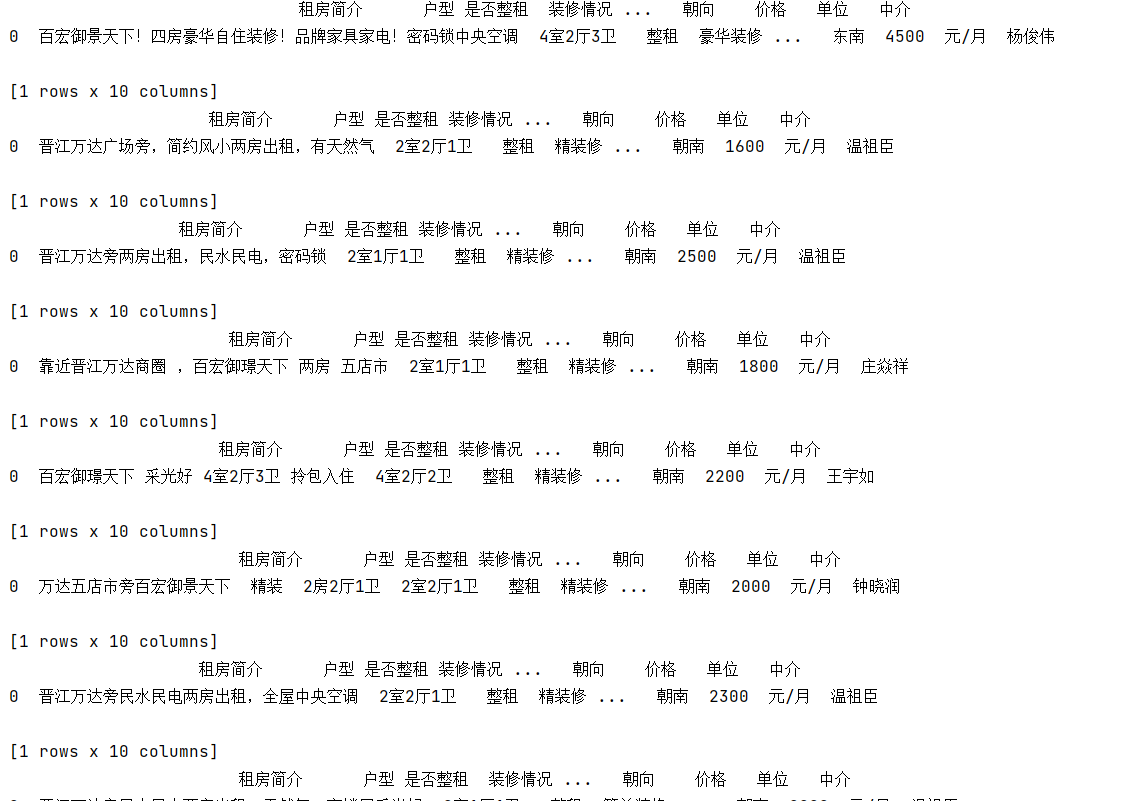 租房简介 户型 是否整租 装修情况 ... 朝向 价格 单位 中介
0 百宏御景天下！四房豪华自住装修！品牌家具家电！密码锁中央空调 4室2厅3卫 整租 豪华装修 ... 东南 4500 元/月 杨俊伟
[1 rows x 10 columns]
租房简介 户型 是否整租 装修情况 ... 朝向 价格 单位 中介
0 晋江万达广场旁，简约风小两房出租，有天然气 2室2厅1卫 整租 精装修 ... 朝南 1600 元/月 温祖臣
[1 rows x 10 columns]
租房简介 户型 是否整租 装修情况 ... 朝向 价格 单位 中介
0 晋江万达旁两房出租，民水民电，密码锁 2室1厅1卫 整租 精装修 ... 朝南 2500 元/月 温祖臣
[1 rows x 10 columns]
租房简介 户型 是否整租 装修情况 ... 朝向 价格 单位 中介
0 靠近晋江万达商圈 ，百宏御璟天下 两房 五店市 2室1厅1卫 整租 精装修 ... 朝南 1800 元/月 庄焱祥
[1 rows x 10 columns]
租房简介 户型 是否整租 装修情况 ... 朝向 价格 单位 中介
0 百宏御璟天下 采光好 4室2厅3卫 拎包入住 4室2厅2卫 整租 精装修 ... 朝南 2200 元/月 王宇如
[1 rows x 10 columns]
租房简介 户型 是否整租 装修情况 ... 朝向 价格 单位 中介
0 万达五店市旁百宏御景天下 精装 2房2厅1卫 2室2厅1卫 整租 精装修 ... 朝南 2000 元/月 钟晓润
[1 rows x 10 columns]
租房简介 户型 是否整租 装修情况 ... 朝向 价格 单位 中介
0 晋江万达旁民水民电两房出租，全屋中央空调 2室2厅1卫 整租 精装修 ... 朝南 2300 元/月 温祖臣
[1 rows x 10 columns]
租房简介 户型 是否整租 装修情况 ... 朝向 价格 单位 中介